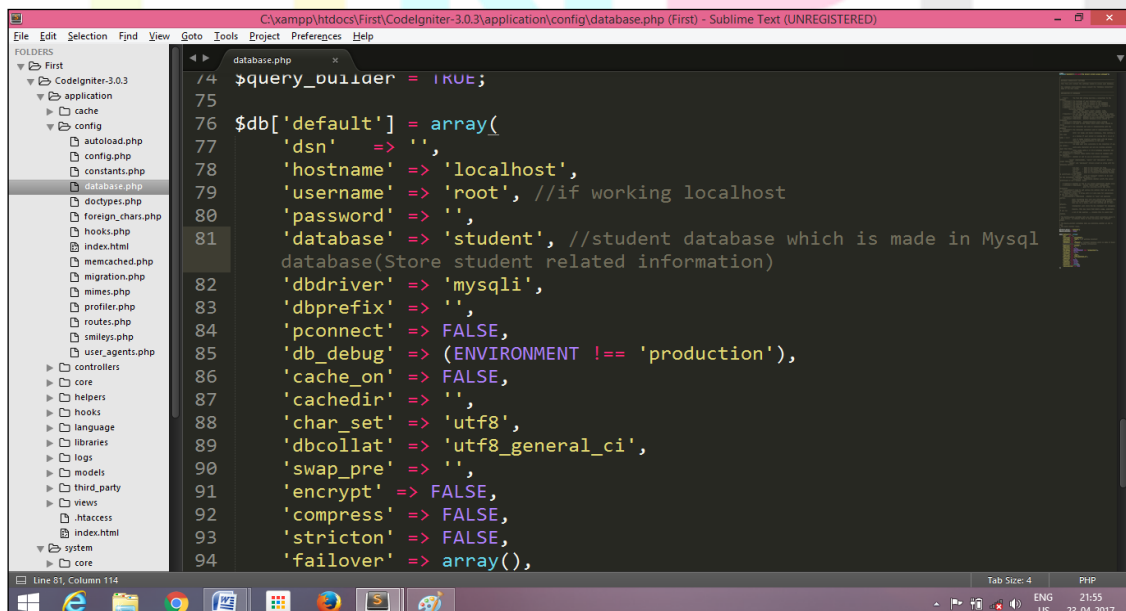 C:\xampp\htdocs\First\CodeIgniter-3.0.3\application\config\database.php (First) - Sublime Text (UNREGISTERED)
File Edit Selection Find View Goto Tools Project Preferences Help
FOLDERS
First
CodeIgniter-3.0.3
application
cache
config
autoload.php
config.php
constants.php
database.php
doctypes.php
foreign_chars.php
hooks.php
index.html
memcached.php
migration.php
mimes.php
profiler.php
routes.php
smileys.php
user_agents.php
controllers
core
helpers
hooks
language
libraries
logs
models
third_party
views
.htaccess
index.html
system
core
database.php ×
74 $query_builder = TRUE;
75
76 $db['default'] = array(
77 'dsn' => '',
78 'hostname' => 'localhost',
79 'username' => 'root', //if working localhost
80 'password' => '',
81 'database' => 'student', //student database which is made in Mysql
database(Store student related information)
82 'dbdriver' => 'mysqli',
83 'dbprefix' => '',
84 'pconnect' => FALSE,
85 'db_debug' => (ENVIRONMENT !== 'production'),
86 'cache_on' => FALSE,
87 'cachedir' => '',
88 'char_set' => 'utf8',
89 'dbcollat' => 'utf8_general_ci',
90 'swap_pre' => '',
91 'encrypt' => FALSE,
92 'compress' => FALSE,
93 'stricton' => FALSE,
94 'failover' => array(),
Line 81, Column 114 Tab Size: 4 PHP
ENG 21:55
US 23-04-2017